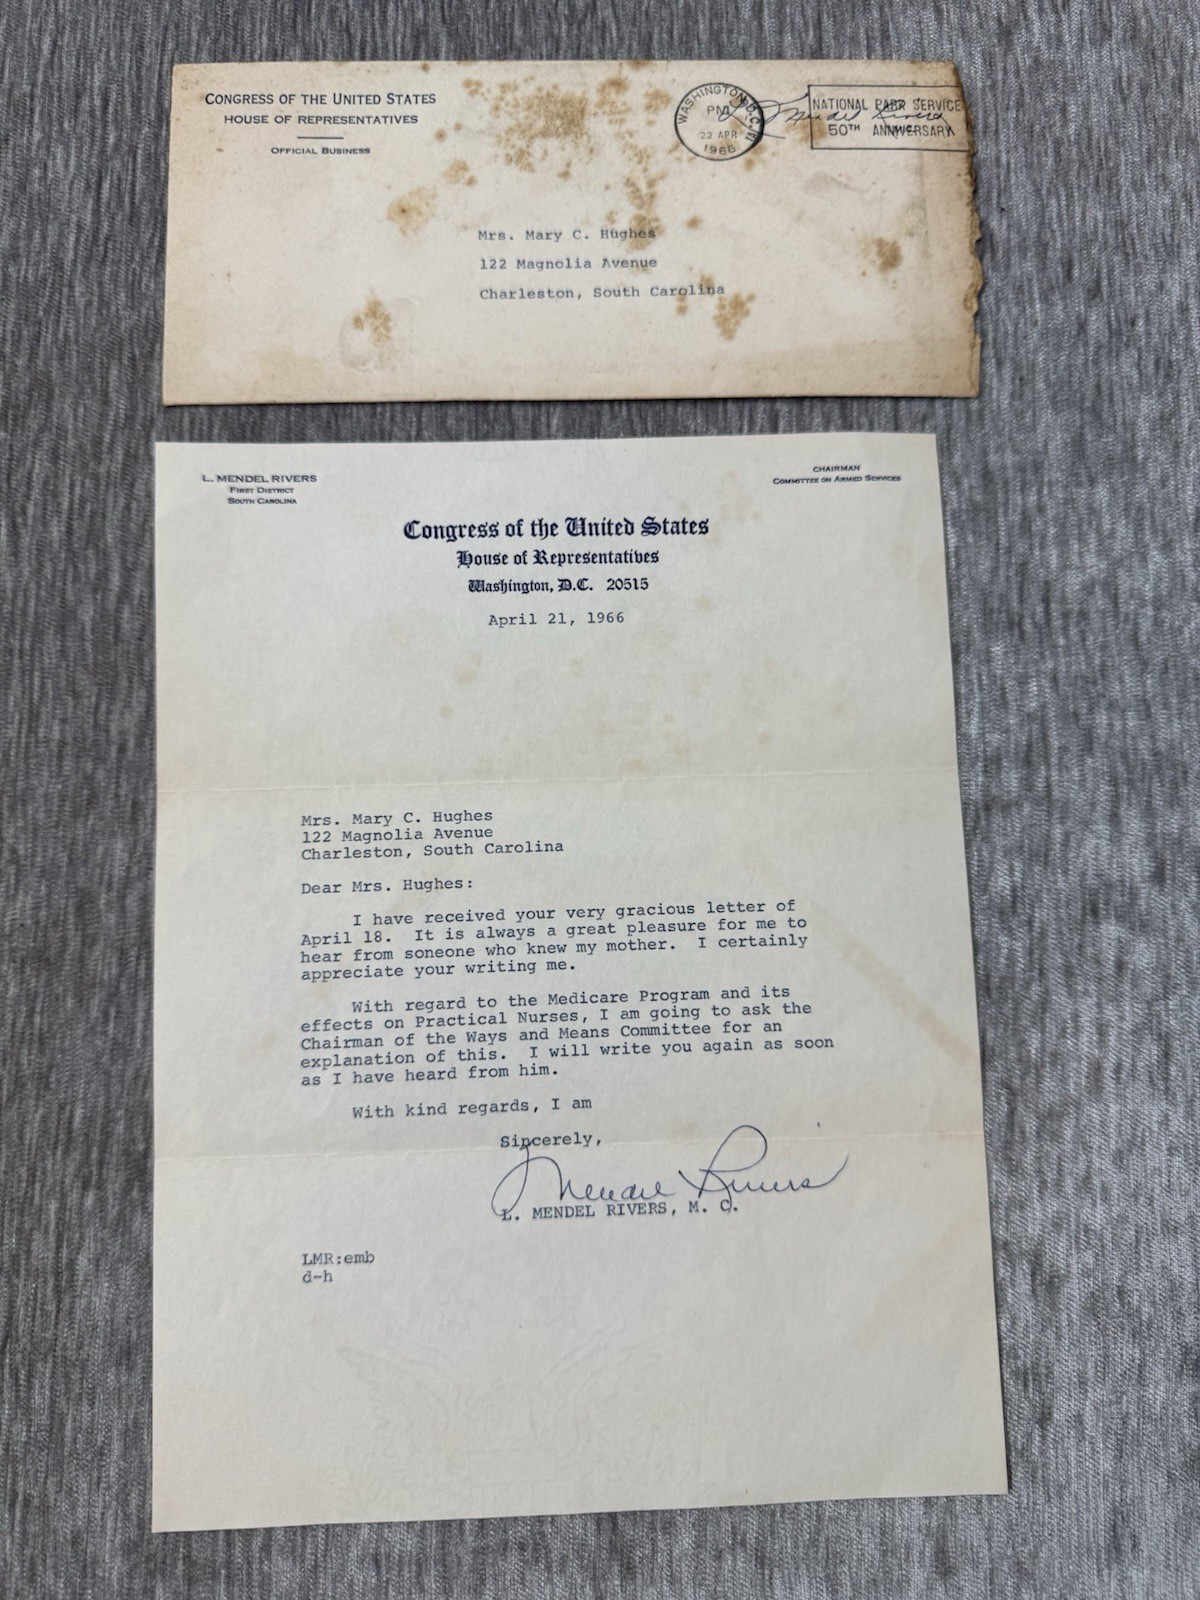 CONGRESS OF THE UNITED STATES
HOUSE OF REPRESENTATIVES
OFFICIAL BUSINESS
WASHINGTON, D.C.
PM
22 APR
1966
NATIONAL PARK SERVICE
50TH ANNIVERSARY
Mendel Rivers
M.C.
Mrs. Mary C. Hughes
122 Magnolia Avenue
Charleston, South Carolina
L. MENDEL RIVERS
FIRST DISTRICT
SOUTH CAROLINA
CHAIRMAN
COMMITTEE ON ARMED SERVICES
Congress of the United States
House of Representatives
Washington, D.C. 20515
April 21, 1966
Mrs. Mary C. Hughes
122 Magnolia Avenue
Charleston, South Carolina
Dear Mrs. Hughes:
I have received your very gracious letter of
April 18. It is always a great pleasure for me to
hear from soneone who knew my mother. I certainly
appreciate your writing me.
With regard to the Medicare Program and its
effects on Practical Nurses, I am going to ask the
Chairman of the Ways and Means Committee for an
explanation of this. I will write you again as soon
as I have heard from him.
With kind regards, I am
Sincerely,
L Mendel Rivers
L. MENDEL RIVERS, M. C.
LMR:emb
d-h